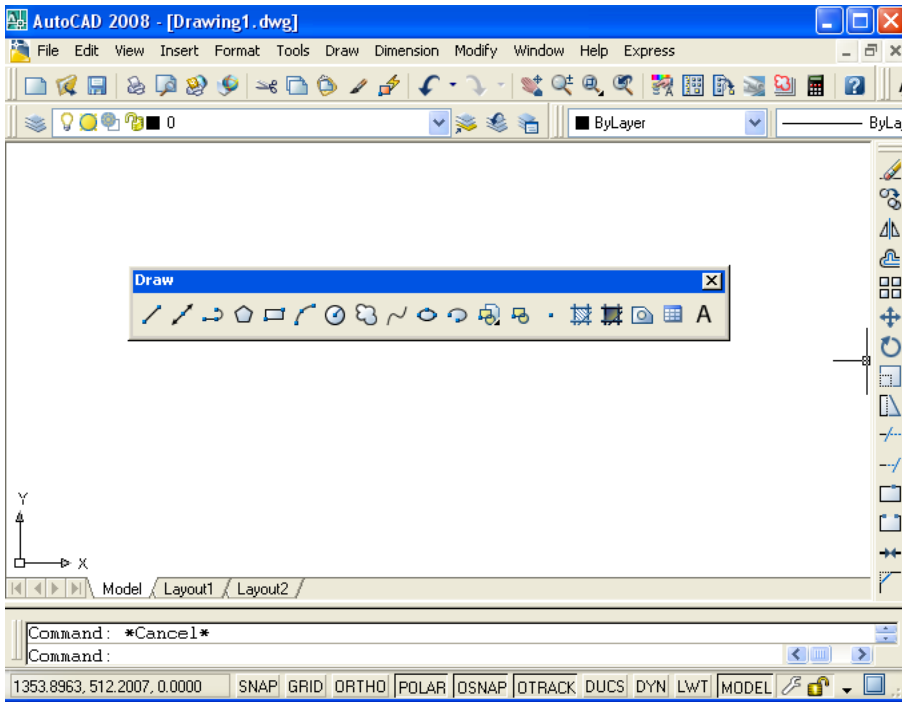 AutoCAD 2008 - [Drawing1.dwg]
File Edit View Insert Format Tools Draw Dimension Modify Window Help Express
0 ByLayer ByLa
Draw
A
Y
X
Model Layout1 Layout2
Command: *Cancel*
Command:
1353.8963, 512.2007, 0.0000 SNAP GRID ORTHO POLAR OSNAP OTRACK DUCS DYN LWT MODEL